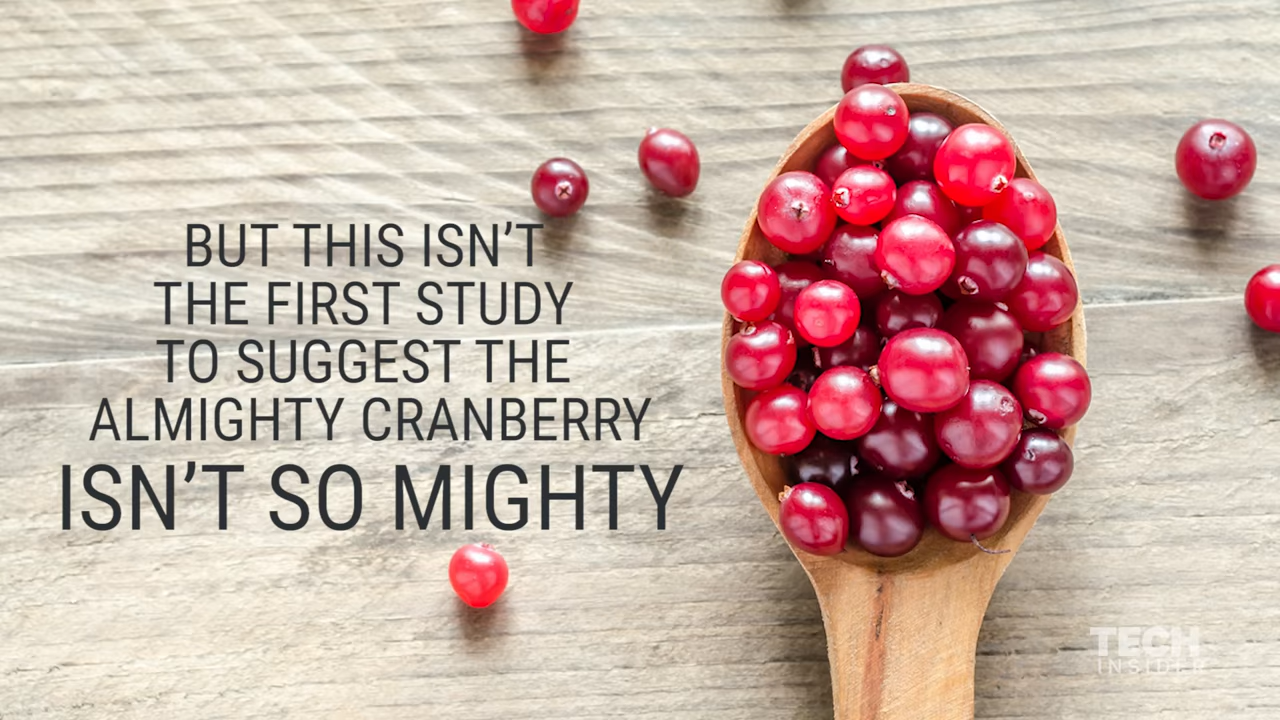 BUT THIS ISN’T
THE FIRST STUDY
TO SUGGEST THE
ALMIGHTY CRANBERRY
ISN’T SO MIGHTY
TECH
INSIDER